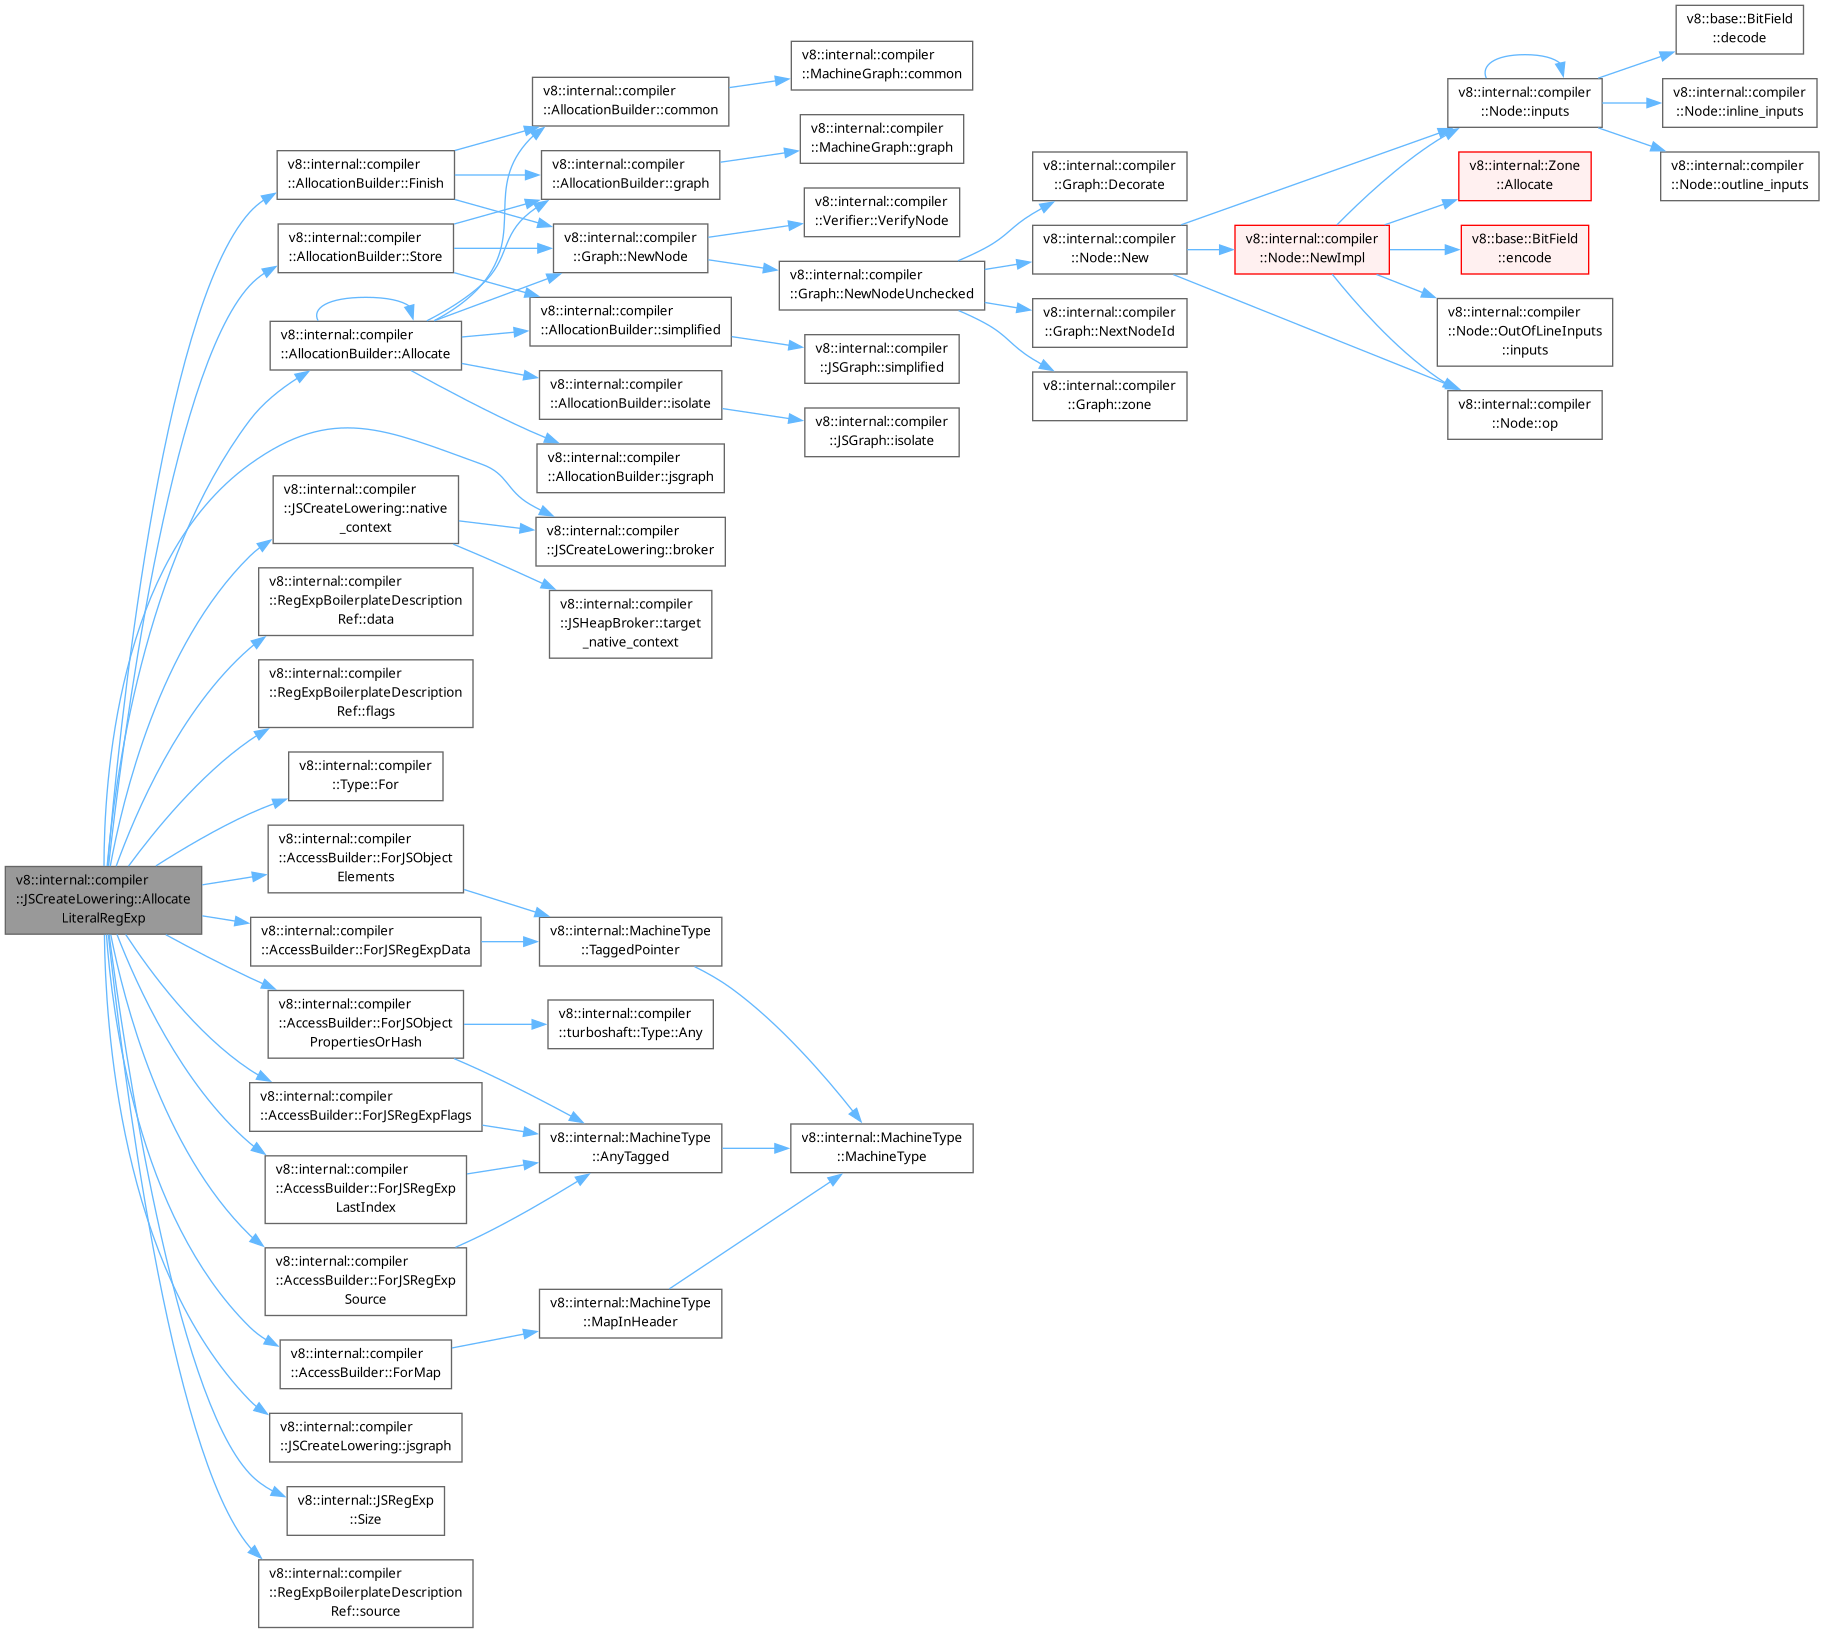 v8::internal::compiler
::JSCreateLowering::Allocate
LiteralRegExp
v8::internal::compiler
::AllocationBuilder::Finish
v8::internal::compiler
::AllocationBuilder::Store
v8::internal::compiler
::AllocationBuilder::Allocate
v8::internal::compiler
::JSCreateLowering::native
_context
v8::internal::compiler
::RegExpBoilerplateDescription
Ref::data
v8::internal::compiler
::RegExpBoilerplateDescription
Ref::flags
v8::internal::compiler
::Type::For
v8::internal::compiler
::AccessBuilder::ForJSObject
Elements
v8::internal::compiler
::AccessBuilder::ForJSRegExpData
v8::internal::compiler
::AccessBuilder::ForJSObject
PropertiesOrHash
v8::internal::compiler
::AccessBuilder::ForJSRegExpFlags
v8::internal::compiler
::AccessBuilder::ForJSRegExp
LastIndex
v8::internal::compiler
::AccessBuilder::ForJSRegExp
Source
v8::internal::compiler
::AccessBuilder::ForMap
v8::internal::compiler
::JSCreateLowering::jsgraph
v8::internal::JSRegExp
::Size
v8::internal::compiler
::RegExpBoilerplateDescription
Ref::source
v8::internal::compiler
::AllocationBuilder::common
v8::internal::compiler
::AllocationBuilder::graph
v8::internal::compiler
::Graph::NewNode
v8::internal::compiler
::AllocationBuilder::simplified
v8::internal::compiler
::AllocationBuilder::isolate
v8::internal::compiler
::AllocationBuilder::jsgraph
v8::internal::compiler
::JSCreateLowering::broker
v8::internal::compiler
::JSHeapBroker::target
_native_context
v8::internal::MachineType
::TaggedPointer
v8::internal::compiler
::turboshaft::Type::Any
v8::internal::MachineType
::AnyTagged
v8::internal::MachineType
::MapInHeader
v8::internal::compiler
::MachineGraph::common
v8::internal::compiler
::MachineGraph::graph
v8::internal::compiler
::Verifier::VerifyNode
v8::internal::compiler
::Graph::NewNodeUnchecked
v8::internal::compiler
::JSGraph::simplified
v8::internal::compiler
::JSGraph::isolate
v8::internal::MachineType
::MachineType
v8::internal::compiler
::Graph::Decorate
v8::internal::compiler
::Node::New
v8::internal::compiler
::Graph::NextNodeId
v8::internal::compiler
::Graph::zone
v8::internal::compiler
::Node::NewImpl
v8::internal::compiler
::Node::inputs
v8::internal::Zone
::Allocate
v8::base::BitField
::encode
v8::internal::compiler
::Node::OutOfLineInputs
::inputs
v8::internal::compiler
::Node::op
v8::base::BitField
::decode
v8::internal::compiler
::Node::inline_inputs
v8::internal::compiler
::Node::outline_inputs